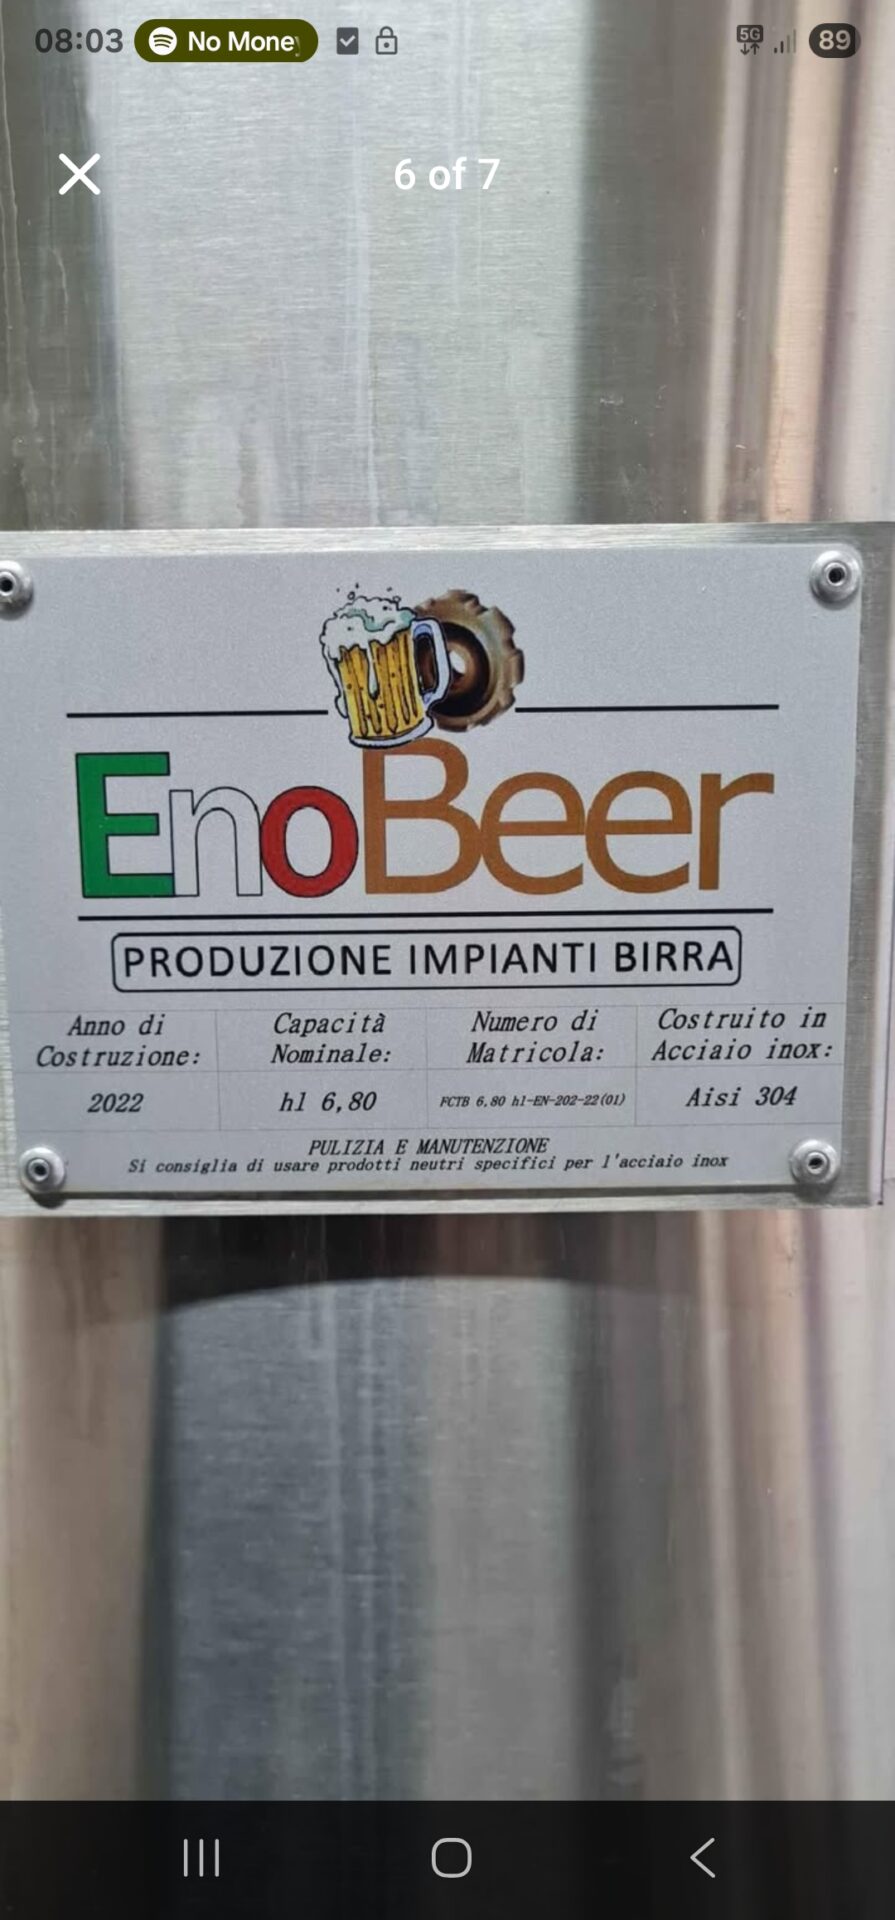 08:03 No Money 89
5G
6 of 7
EnoBeer
PRODUZIONE IMPIANTI BIRRA
Anno di Costruzione:
Capacità Nominale:
Numero di Matricola:
Costruito in Acciaio inox:
2022
hl 6,80
FCTB 6.80 hl-EN-202-22(01)
Aisi 304
PULIZIA E MANUTENZIONE
Si consiglia di usare prodotti neutri specifici per l'acciaio inox